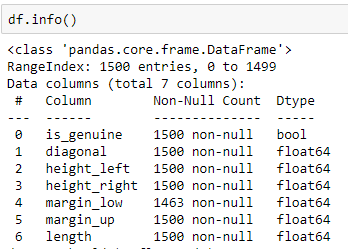 df.info()
<class 'pandas.core.frame.DataFrame'>
RangeIndex: 1500 entries, 0 to 1499
Data columns (total 7 columns):
 #   Column        Non-Null Count  Dtype
---  ------        --------------  -----
 0   is_genuine    1500 non-null   bool
 1   diagonal      1500 non-null   float64
 2   height_left   1500 non-null   float64
 3   height_right  1500 non-null   float64
 4   margin_low    1463 non-null   float64
 5   margin_up     1500 non-null   float64
 6   length        1500 non-null   float64